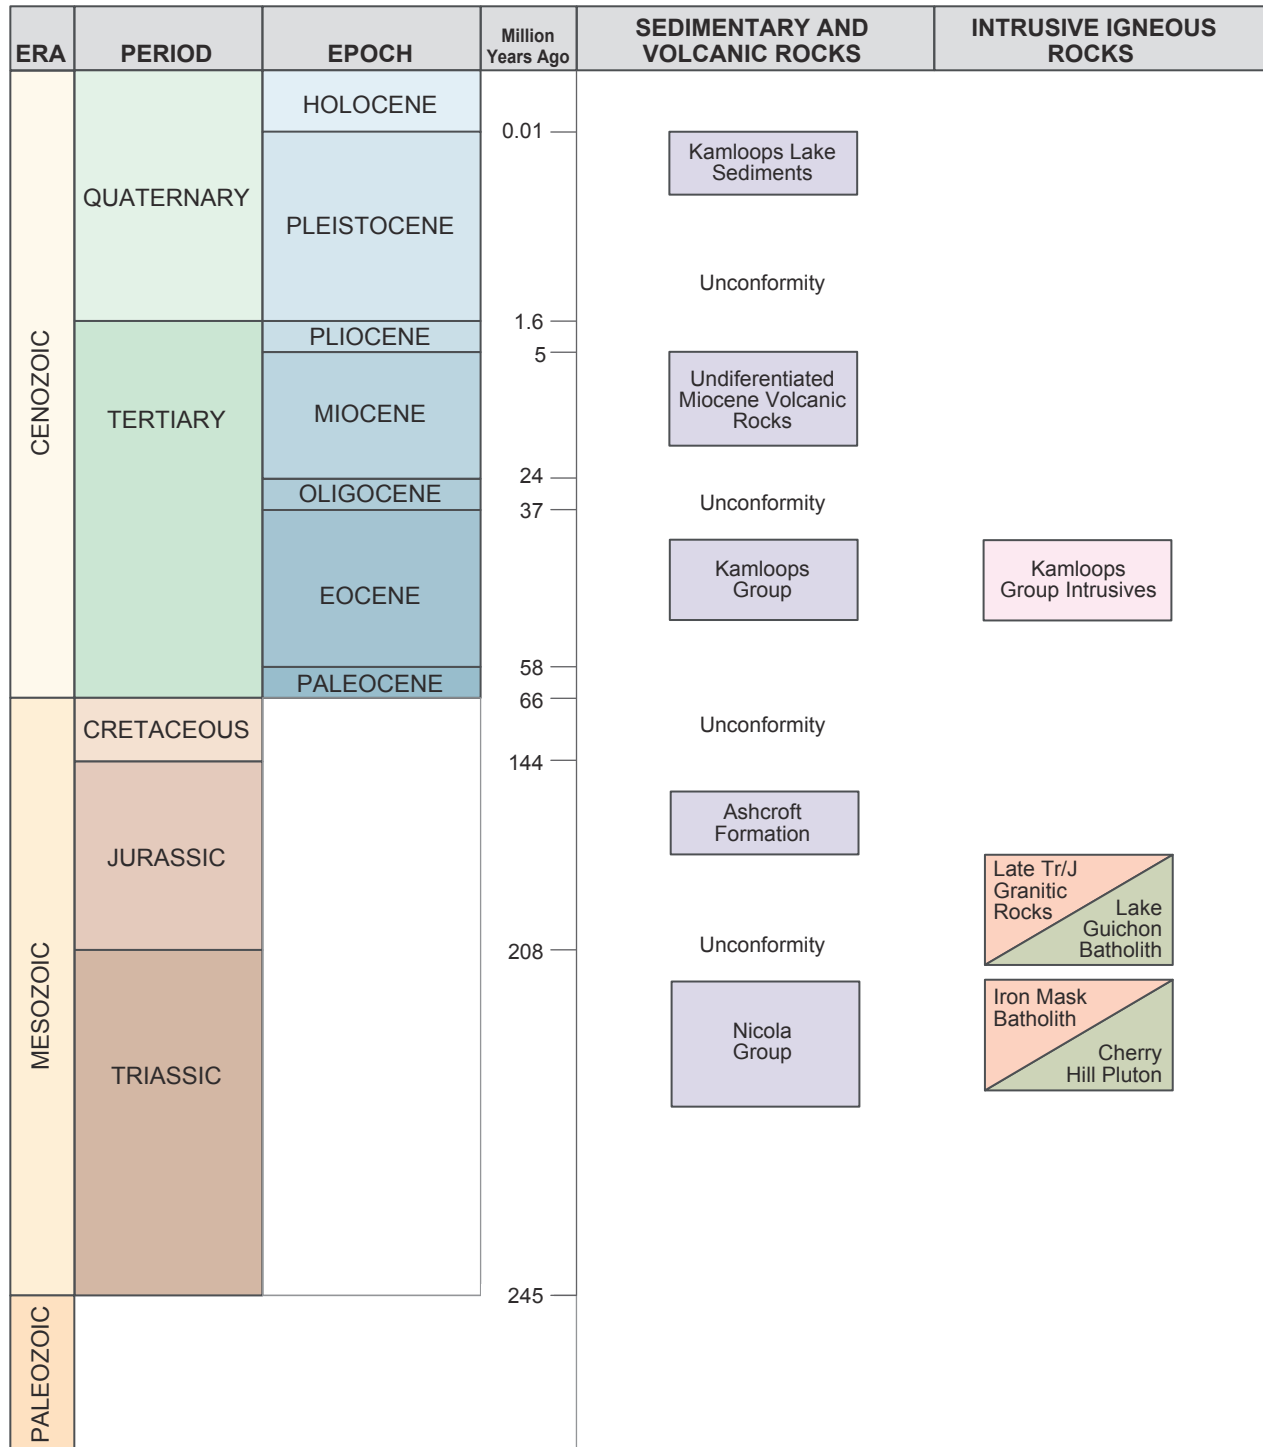 ERA
PERIOD
EPOCH
Million
Years Ago
SEDIMENTARY AND
VOLCANIC ROCKS
INTRUSIVE IGNEOUS
ROCKS
CENOZOIC
QUATERNARY
HOLOCENE
0.01
PLEISTOCENE
Kamloops Lake
Sediments
Unconformity
1.6
TERTIARY
PLIOCENE
5
MIOCENE
Undiferentiated
Miocene Volcanic
Rocks
24
OLIGOCENE
Unconformity
37
EOCENE
Kamloops
Group
Kamloops
Group Intrusives
58
PALEOCENE
66
MESOZOIC
CRETACEOUS
Unconformity
144
JURASSIC
Ashcroft
Formation
Late Tr/J
Granitic
Rocks
Lake
Guichon
Batholith
208
Unconformity
TRIASSIC
Nicola
Group
Iron Mask
Batholith
Cherry
Hill Pluton
245
PALEOZOIC